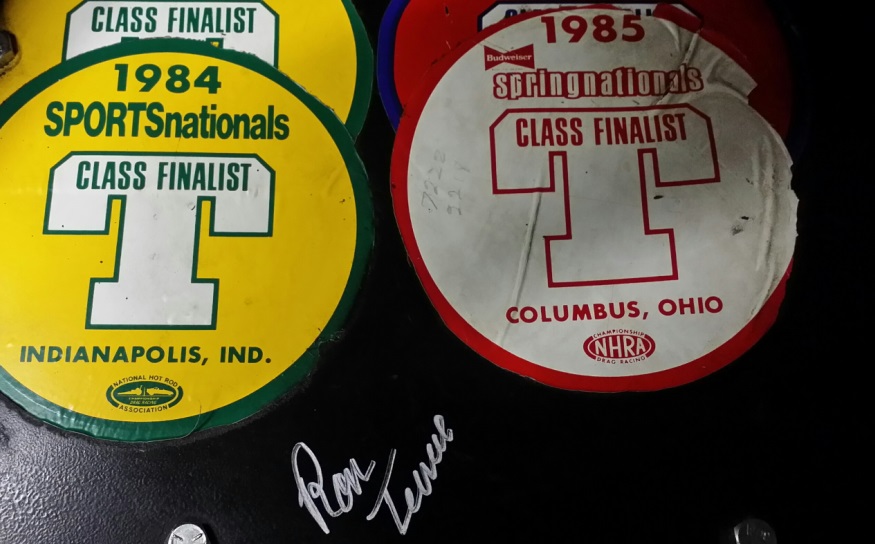 CLASS FINALIST
1984
SPORTSnationals
CLASS FINALIST
T
INDIANAPOLIS, IND.
NATIONAL HOT ROD
ASSOCIATION
1985
Budweiser
springnationals
CLASS FINALIST
T
COLUMBUS, OHIO
CHAMPIONSHIP
NHRA
DRAG RACING
Ron